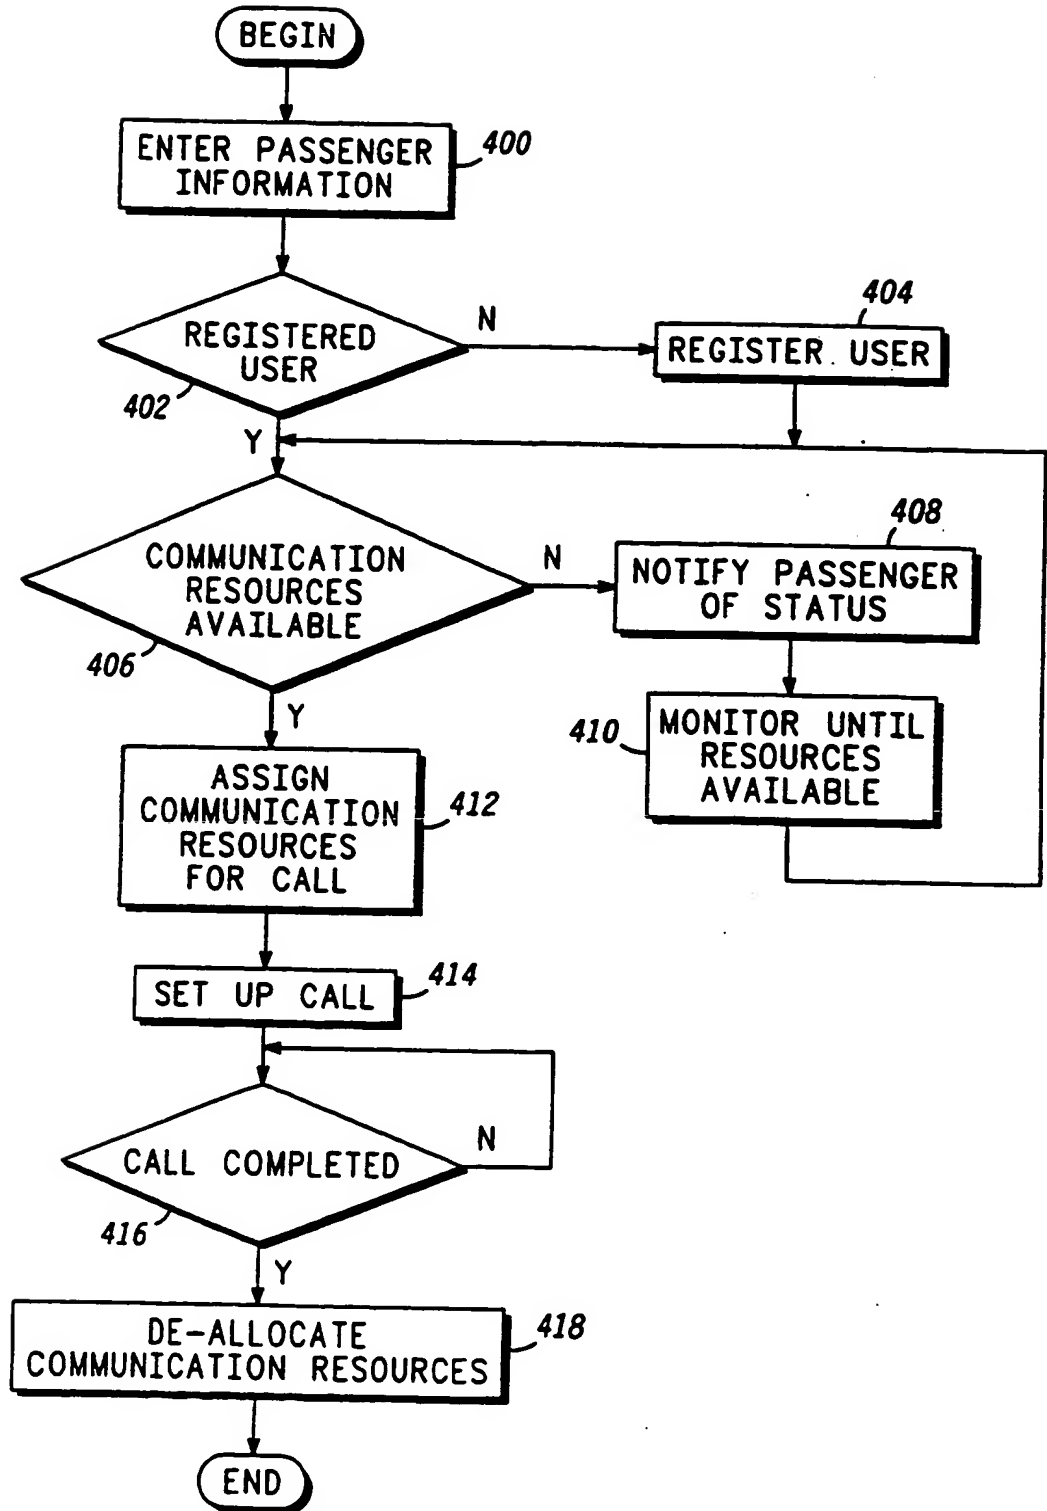 BEGIN
ENTER PASSENGER
INFORMATION
400
REGISTERED
USER
402
N
404
REGISTER USER
Y
COMMUNICATION
RESOURCES
AVAILABLE
406
N
408
NOTIFY PASSENGER
OF STATUS
410
MONITOR UNTIL
RESOURCES
AVAILABLE
Y
ASSIGN
COMMUNICATION
RESOURCES
FOR CALL
412
SET UP CALL
414
CALL COMPLETED
416
N
Y
DE-ALLOCATE
COMMUNICATION RESOURCES
418
END